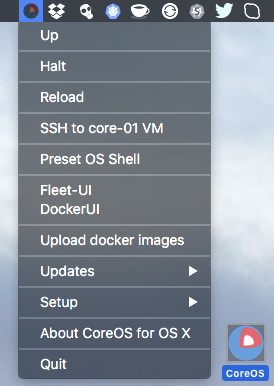 Up
Halt
Reload
SSH to core-01 VM
Preset OS Shell
Fleet-UI
DockerUI
Upload docker images
Updates
Setup
About CoreOS for OS X
Quit
CoreOS